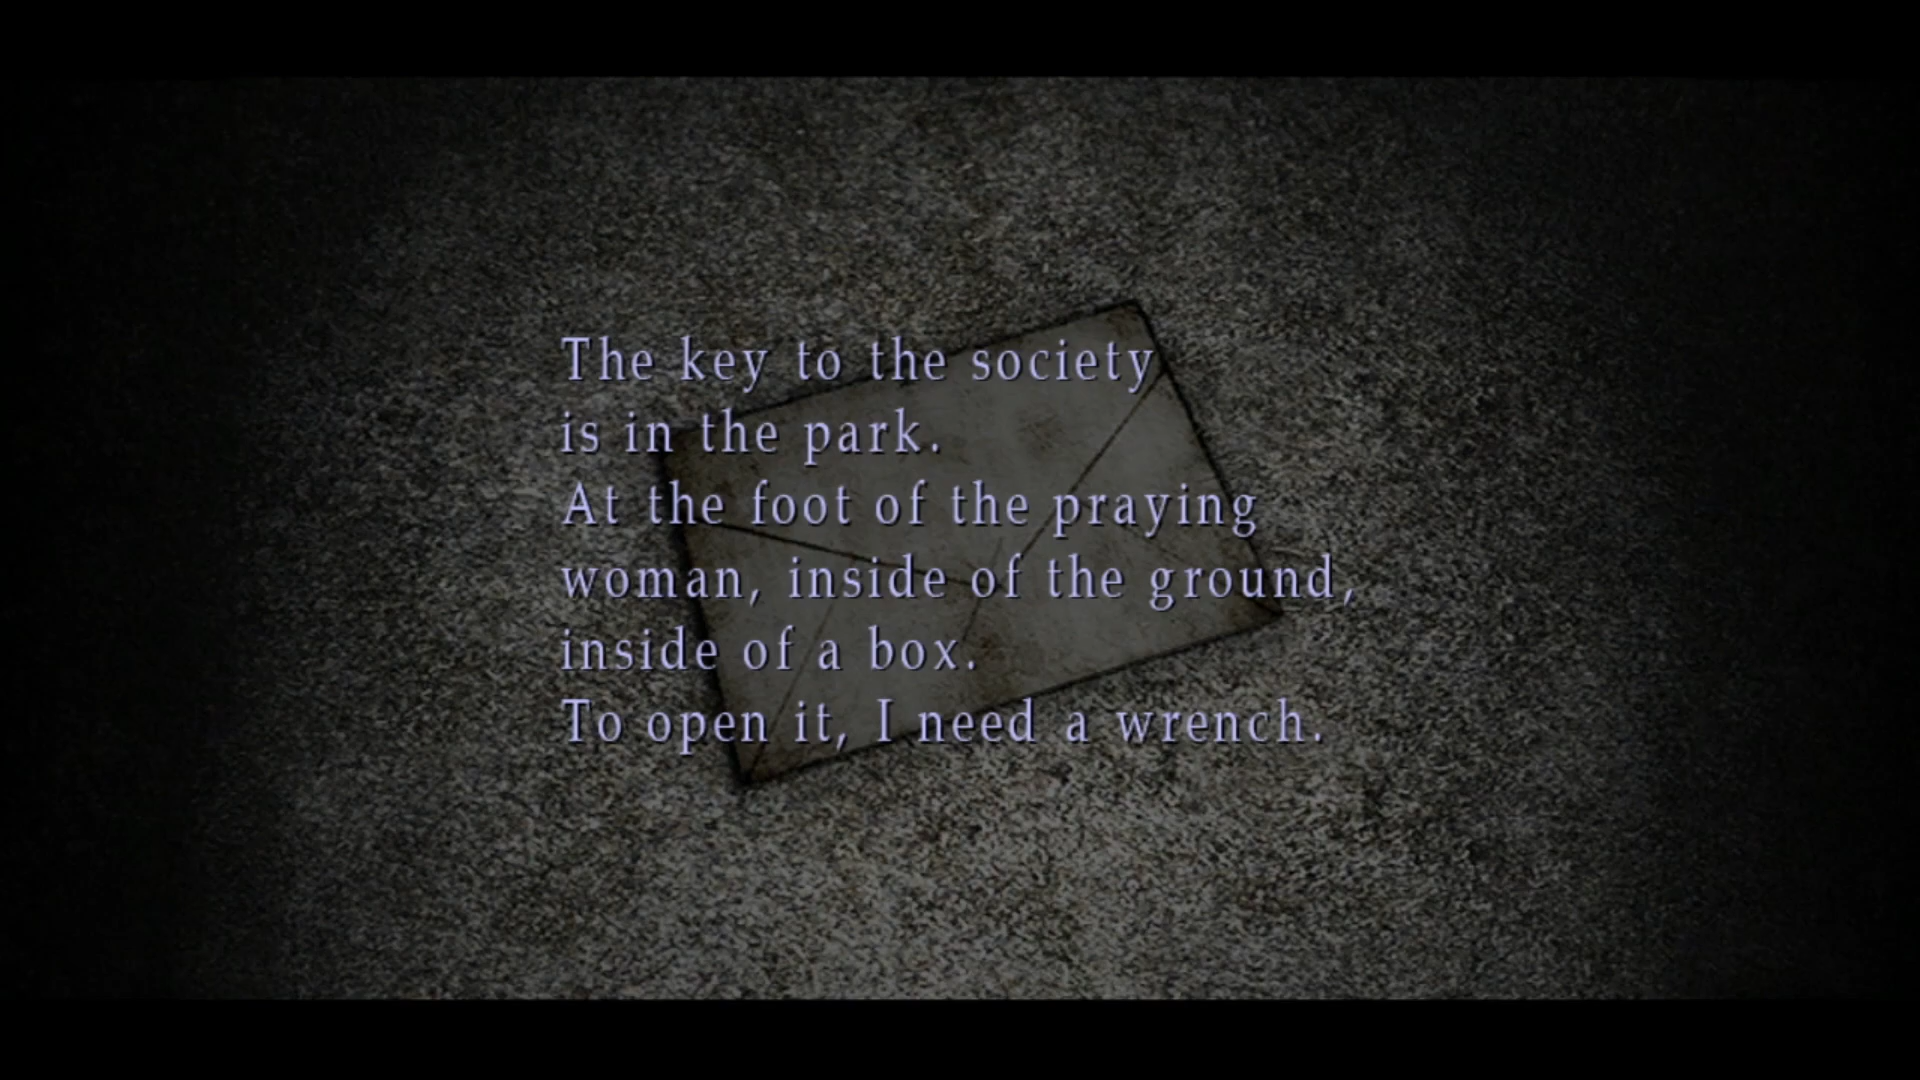 The key to the society
is in the park.
At the foot of the praying
woman, inside of the ground,
inside of a box.
To open it, I need a wrench.